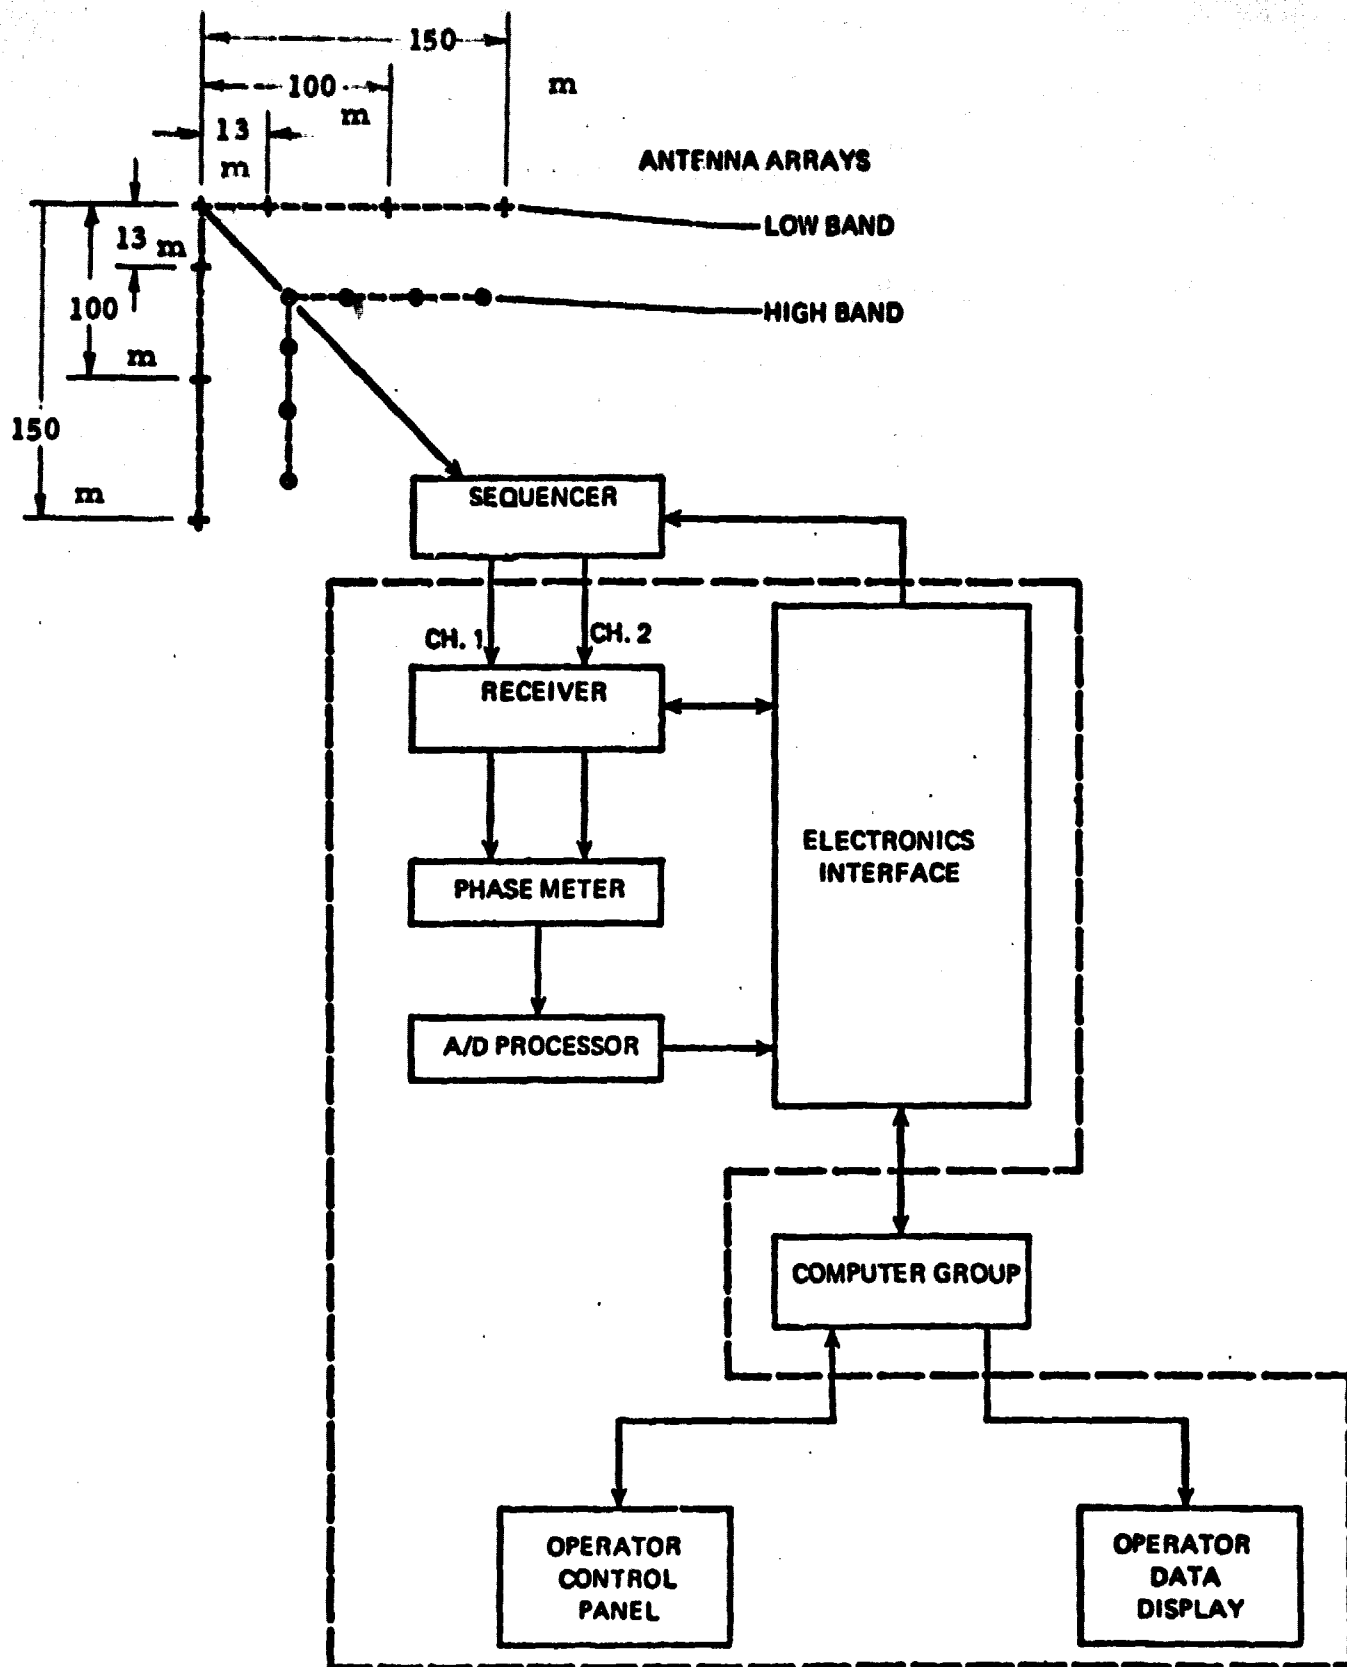 150
m
100
m
13
m
ANTENNA ARRAYS
LOW BAND
13 m
HIGH BAND
100
m
150
m
SEQUENCER
CH. 1
CH. 2
RECEIVER
ELECTRONICS
INTERFACE
PHASE METER
A/D PROCESSOR
COMPUTER GROUP
OPERATOR
CONTROL
PANEL
OPERATOR
DATA
DISPLAY